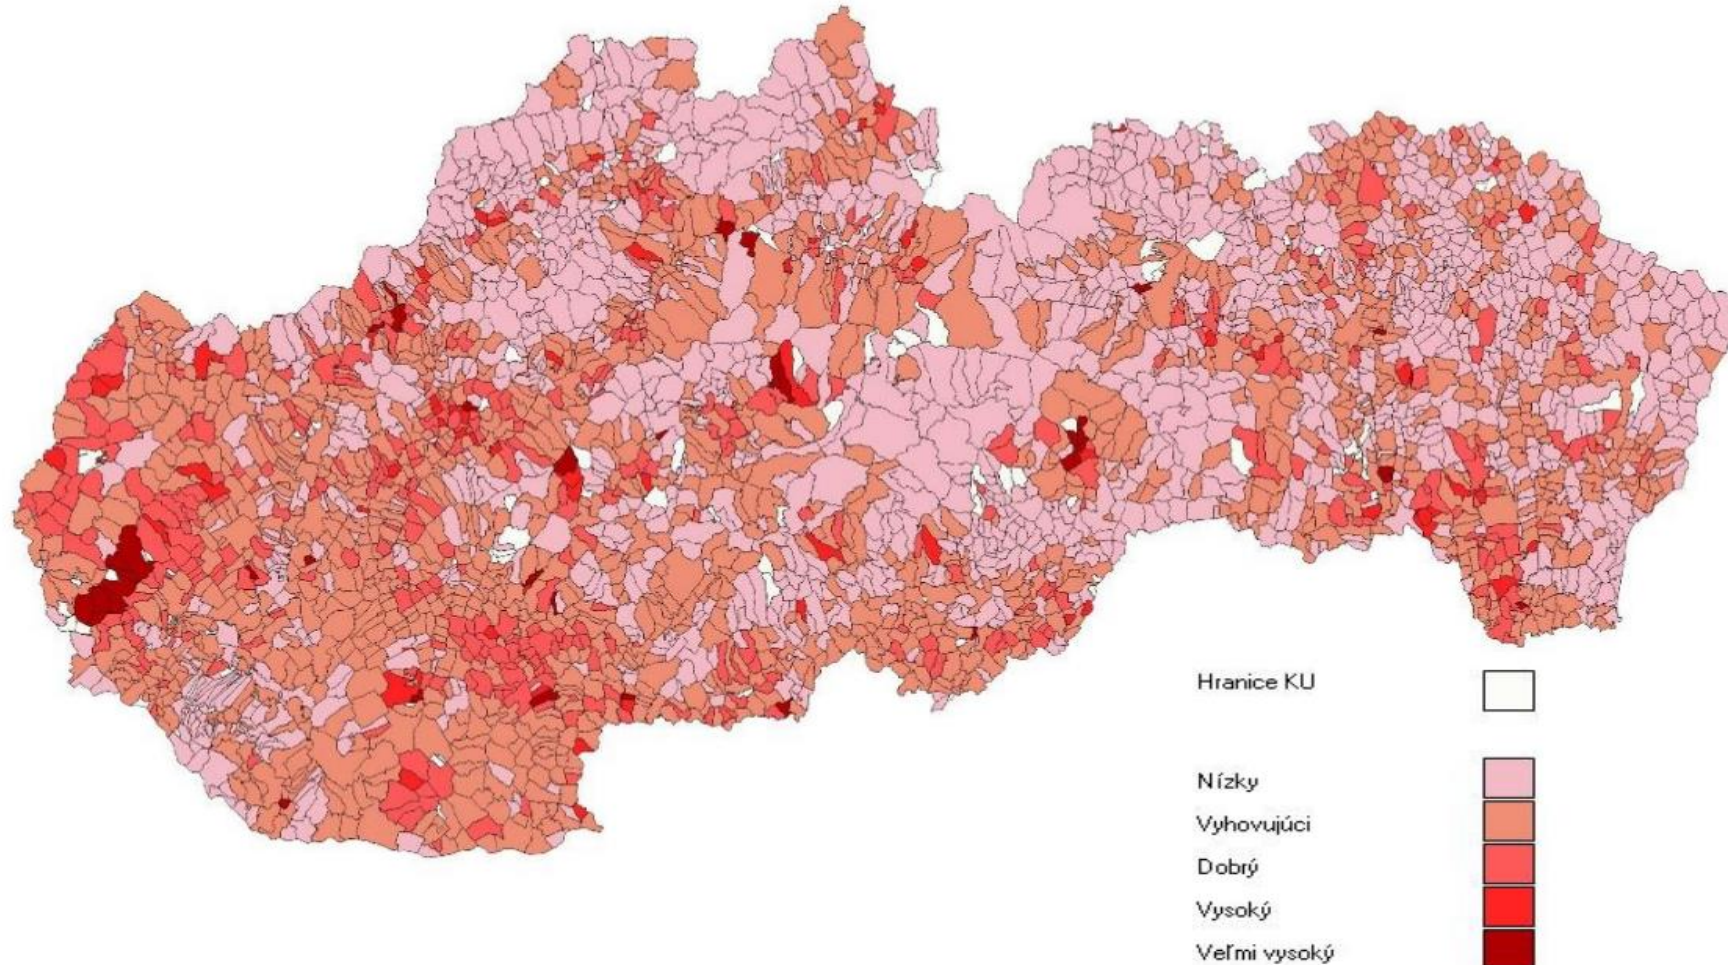 Hranice KU
Nízky
Vyhovujúci
Dobrý
Vysoký
Veľmi vysoký